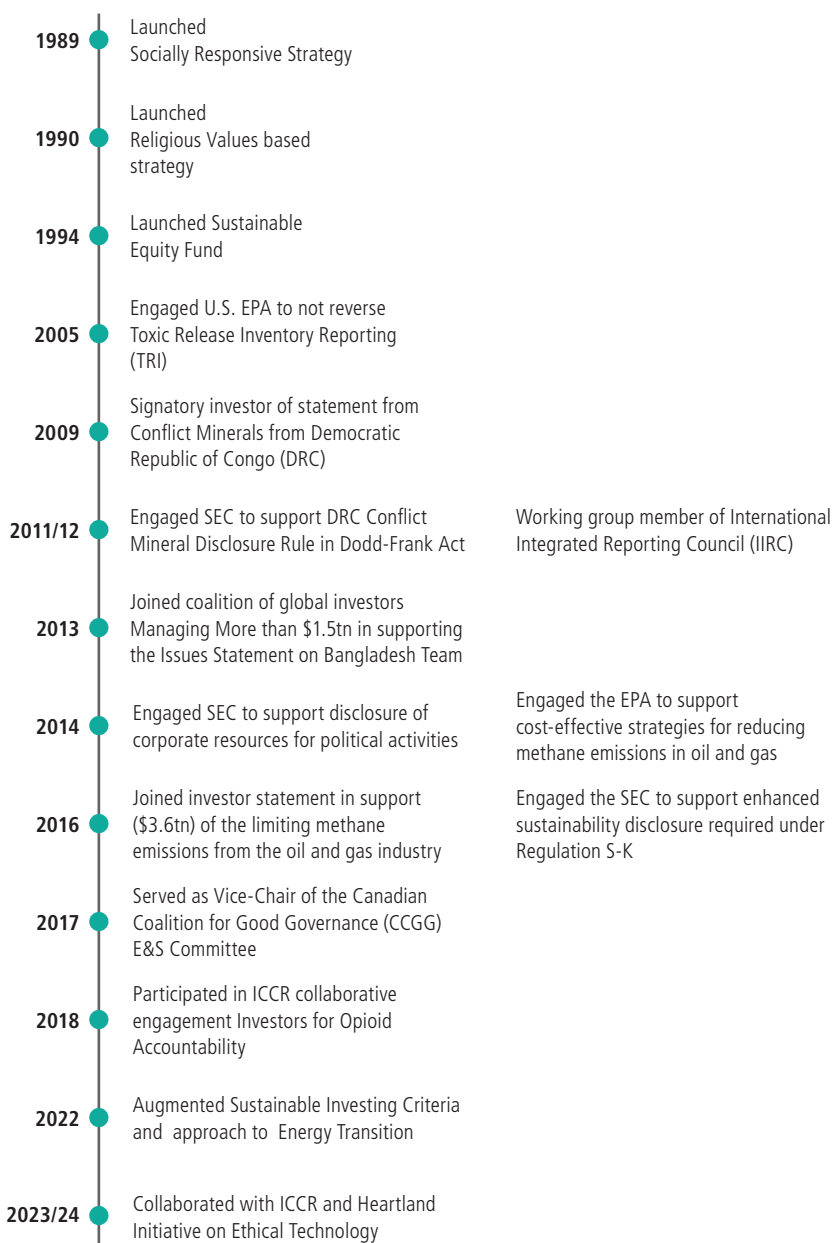 1989
Launched
Socially Responsive Strategy
1990
Launched
Religious Values based
strategy
1994
Launched Sustainable
Equity Fund
2005
Engaged U.S. EPA to not reverse
Toxic Release Inventory Reporting
(TRI)
2009
Signatory investor of statement from
Conflict Minerals from Democratic
Republic of Congo (DRC)
2011/12
Engaged SEC to support DRC Conflict
Mineral Disclosure Rule in Dodd-Frank Act
Working group member of International
Integrated Reporting Council (IIRC)
2013
Joined coalition of global investors
Managing More than $1.5tn in supporting
the Issues Statement on Bangladesh Team
2014
Engaged SEC to support disclosure of
corporate resources for political activities
Engaged the EPA to support
cost-effective strategies for reducing
methane emissions in oil and gas
2016
Joined investor statement in support
($3.6tn) of the limiting methane
emissions from the oil and gas industry
Engaged the SEC to support enhanced
sustainability disclosure required under
Regulation S-K
2017
Served as Vice-Chair of the Canadian
Coalition for Good Governance (CCGG)
E&S Committee
2018
Participated in ICCR collaborative
engagement Investors for Opioid
Accountability
2022
Augmented Sustainable Investing Criteria
and approach to Energy Transition
2023/24
Collaborated with ICCR and Heartland
Initiative on Ethical Technology